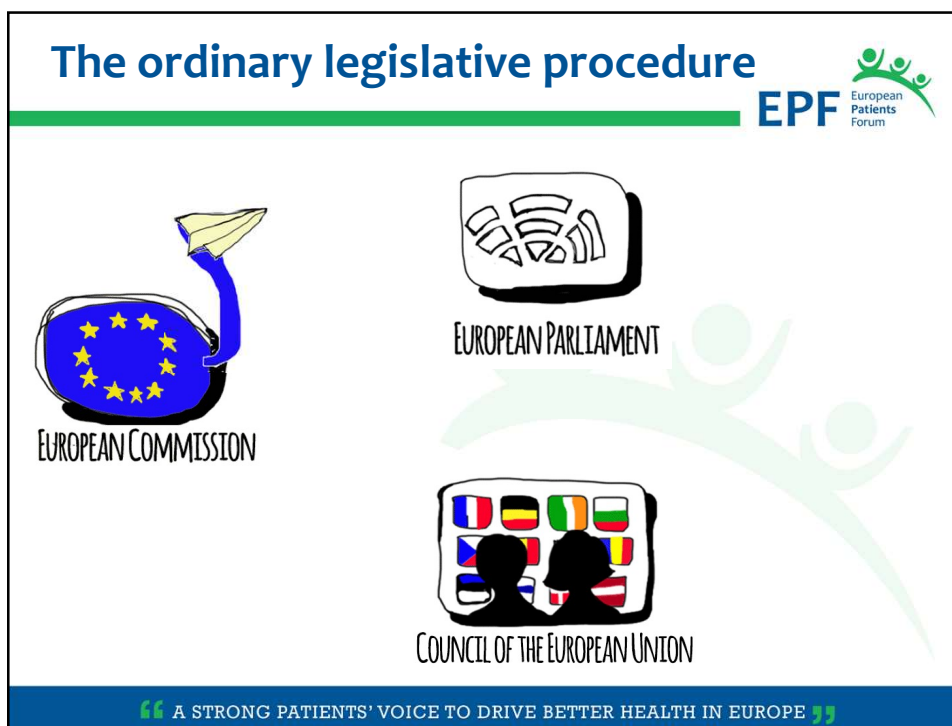 The ordinary legislative procedure
EPF
European
Patients
Forum
EUROPEAN PARLIAMENT
EUROPEAN COMMISSION
COUNCIL OF THE EUROPEAN UNION
“ A STRONG PATIENTS’ VOICE TO DRIVE BETTER HEALTH IN EUROPE ”